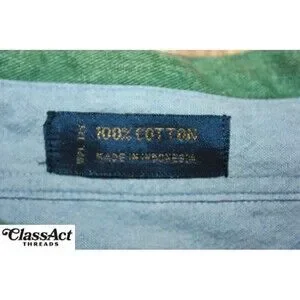 100% COTTON
MADE IN INDONESIA
ClassAct
THREADS